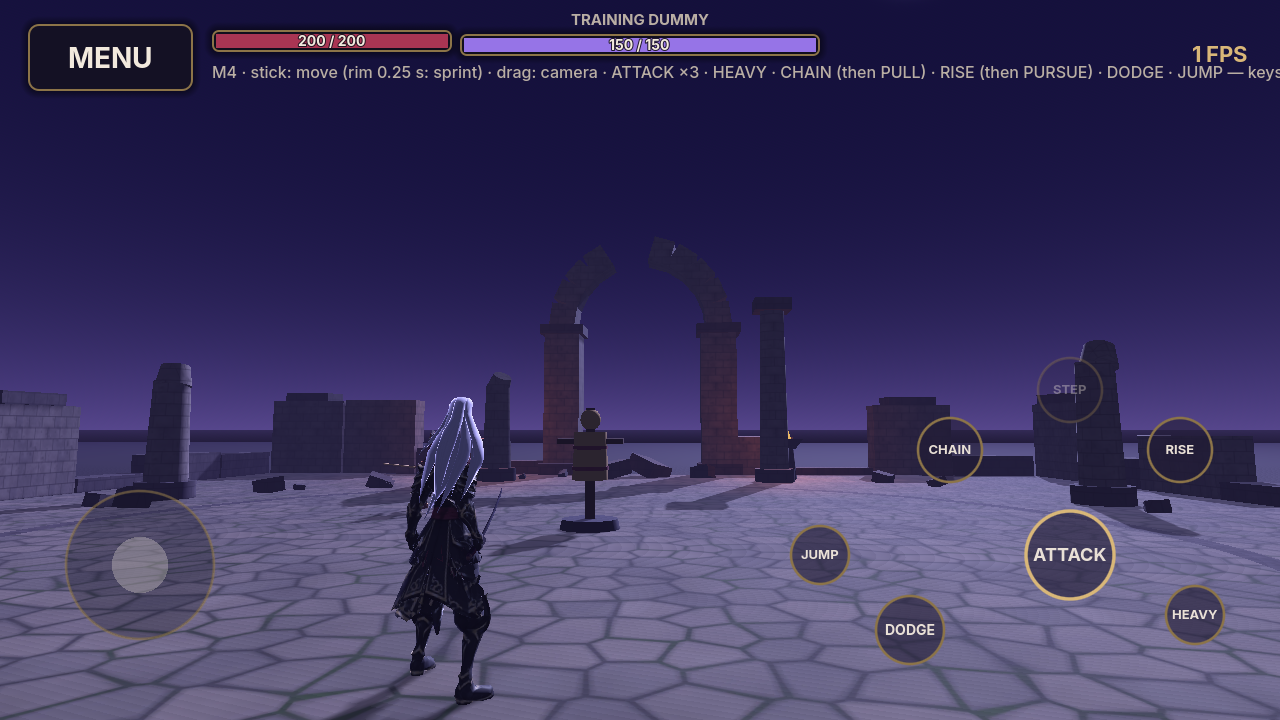 TRAINING DUMMY
MENU
200 / 200
150 / 150
1 FPS
M4 · stick: move (rim 0.25 s: sprint) · drag: camera · ATTACK ×3 · HEAVY · CHAIN (then PULL) · RISE (then PURSUE) · DODGE · JUMP — keys
STEP
CHAIN
RISE
JUMP
ATTACK
HEAVY
DODGE